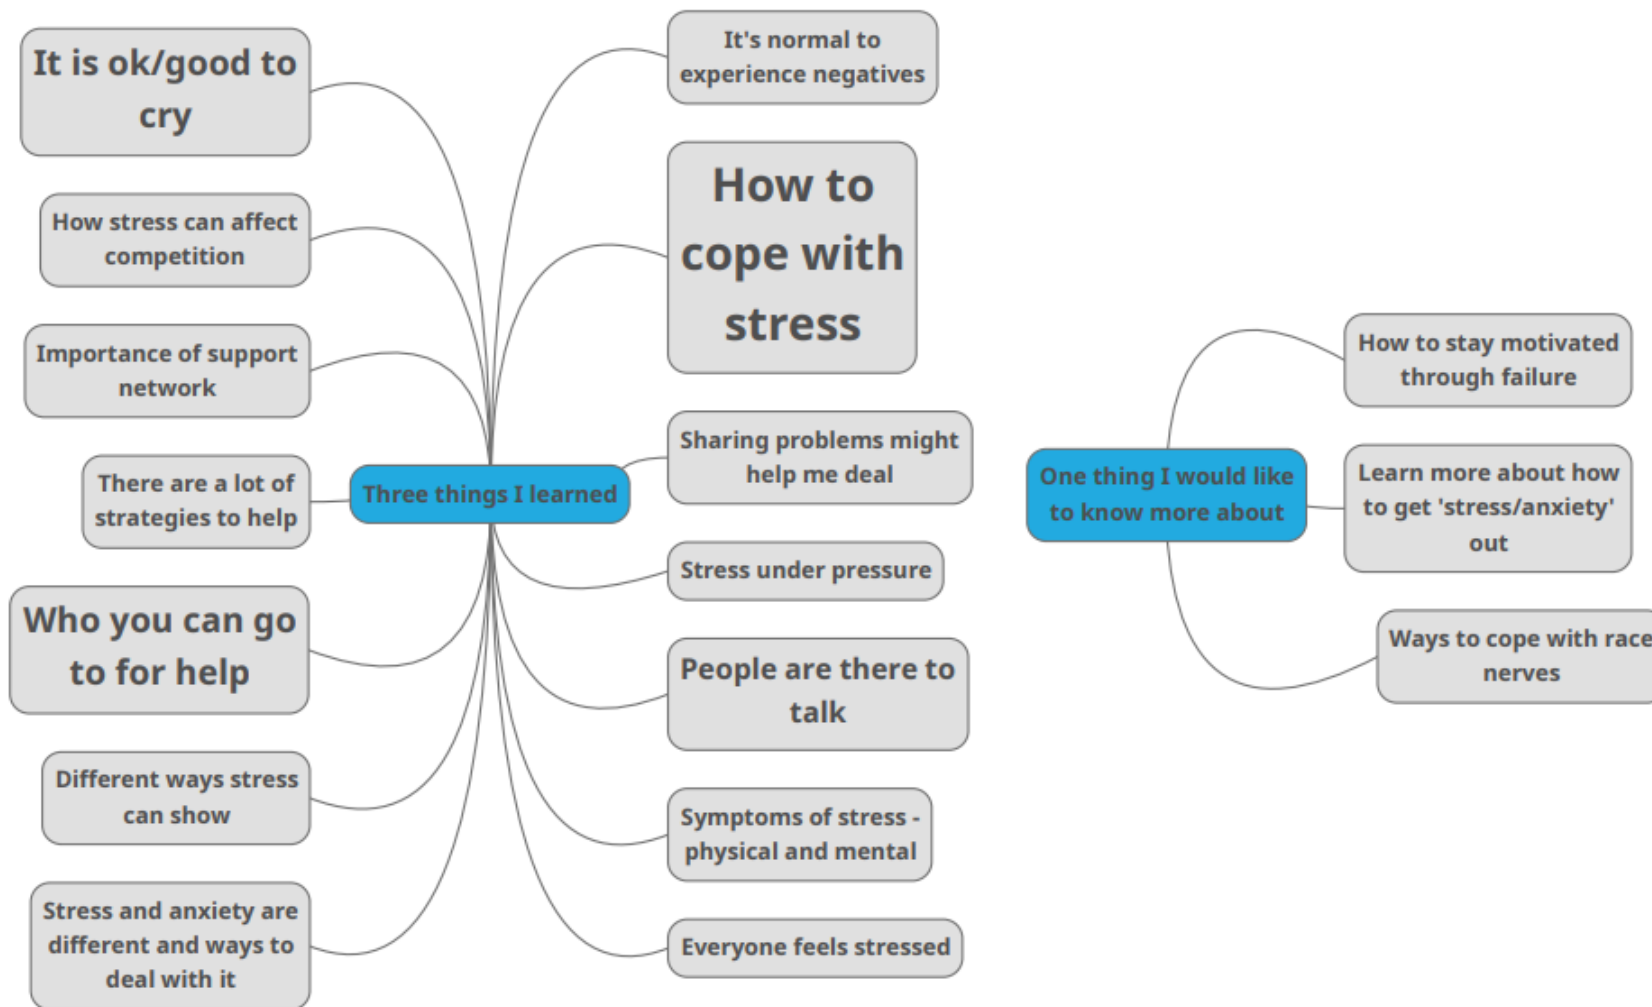 It is ok/good to
cry
How stress can affect
competition
Importance of support
network
There are a lot of
strategies to help
Who you can go
to for help
Different ways stress
can show
Stress and anxiety are
different and ways to
deal with it
Three things I learned
It's normal to
experience negatives
How to
cope with
stress
Sharing problems might
help me deal
Stress under pressure
People are there to
talk
Symptoms of stress -
physical and mental
Everyone feels stressed
One thing I would like
to know more about
How to stay motivated
through failure
Learn more about how
to get 'stress/anxiety'
out
Ways to cope with race
nerves